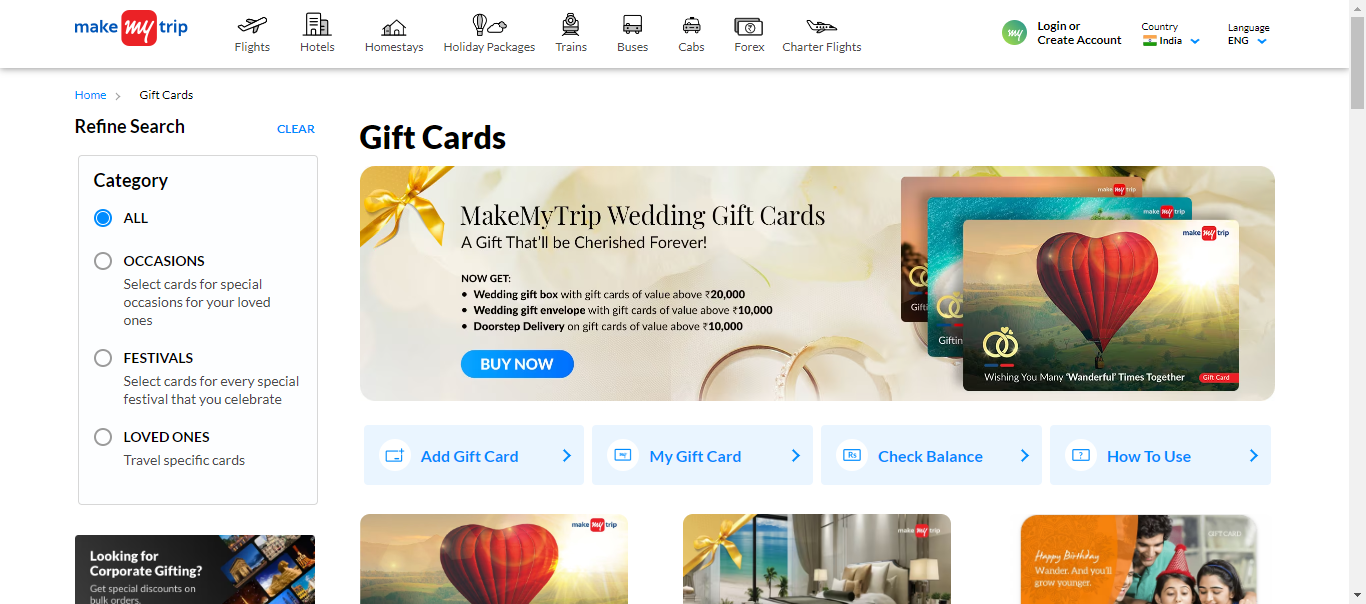 make my trip
Flights
Hotels
Homestays
Holiday Packages
Trains
Buses
Cabs
Forex
Charter Flights
my
Login or
Create Account
Country
India
Language
ENG
Home
Gift Cards
Refine Search
CLEAR
Category
ALL
OCCASIONS
Select cards for special
occasions for your loved
ones
FESTIVALS
Select cards for every special
festival that you celebrate
LOVED ONES
Travel specific cards
Looking for
Corporate Gifting?
Get special discounts on
bulk orders.
Gift Cards
MakeMyTrip Wedding Gift Cards
A Gift That'll be Cherished Forever!
NOW GET:
• Wedding gift box with gift cards of value above ₹20,000
• Wedding gift envelope with gift cards of value above ₹10,000
• Doorstep Delivery on gift cards of value above ₹10,000
BUY NOW
make my trip
make my trip
make my trip
Gifti
Giftin
Wishing You Many 'Wanderful' Times Together
Gift Card
Add Gift Card
my
My Gift Card
Rs
Check Balance
?
How To Use
make my trip
make my trip
GIFTCARD
Happy Birthday
Wander. And you'll
grow younger.